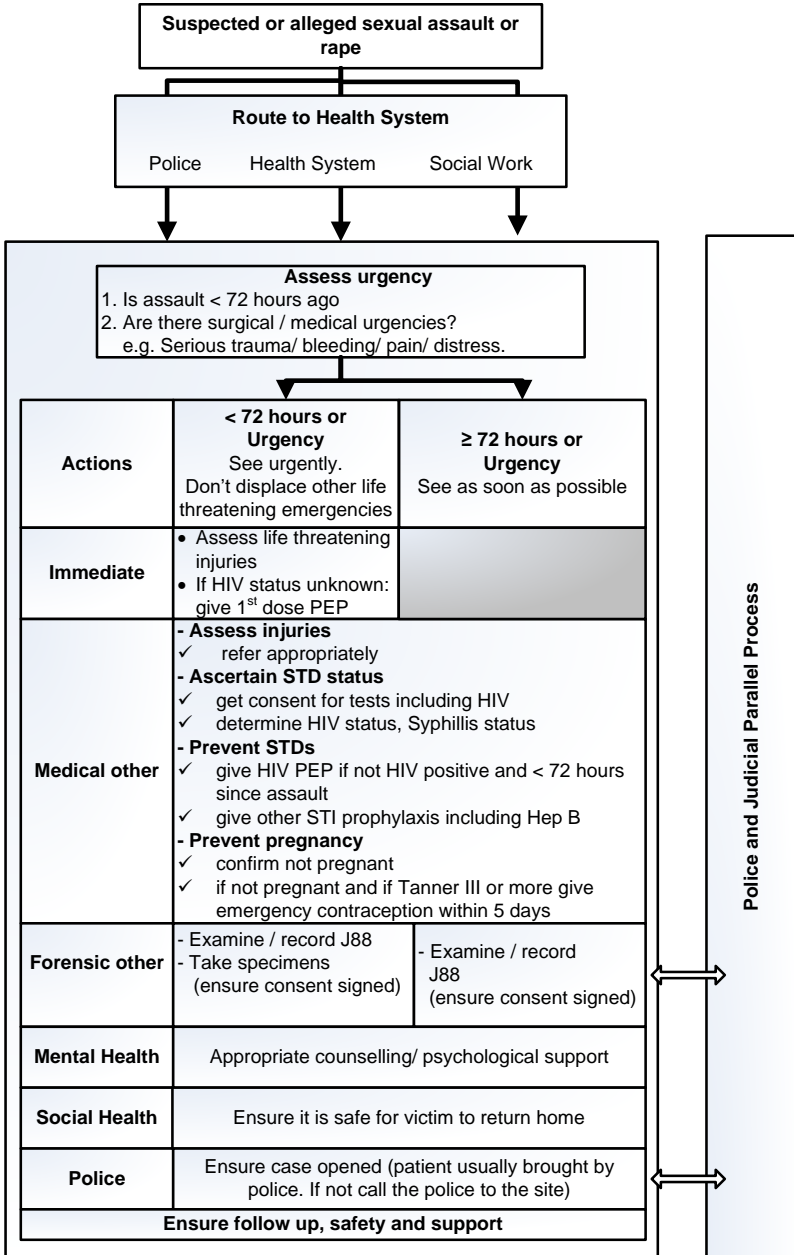 Suspected or alleged sexual assault or
rape
Route to Health System
Police Health System Social Work
Assess urgency
1. Is assault < 72 hours ago
2. Are there surgical / medical urgencies?
e.g. Serious trauma/ bleeding/ pain/ distress.
Actions
< 72 hours or
Urgency
See urgently.
Don't displace other life
threatening emergencies
≥ 72 hours or
Urgency
See as soon as possible
Immediate
• Assess life threatening
injuries
• If HIV status unknown:
give 1st dose PEP
Medical other
- Assess injuries
✓ refer appropriately
- Ascertain STD status
✓ get consent for tests including HIV
✓ determine HIV status, Syphillis status
- Prevent STDs
✓ give HIV PEP if not HIV positive and < 72 hours
since assault
✓ give other STI prophylaxis including Hep B
- Prevent pregnancy
✓ confirm not pregnant
✓ if not pregnant and if Tanner III or more give
emergency contraception within 5 days
Forensic other
- Examine / record J88
- Take specimens
(ensure consent signed)
- Examine / record
J88
(ensure consent signed)
Mental Health
Appropriate counselling/ psychological support
Social Health
Ensure it is safe for victim to return home
Police
Ensure case opened (patient usually brought by
police. If not call the police to the site)
Ensure follow up, safety and support
Police and Judicial Parallel Process